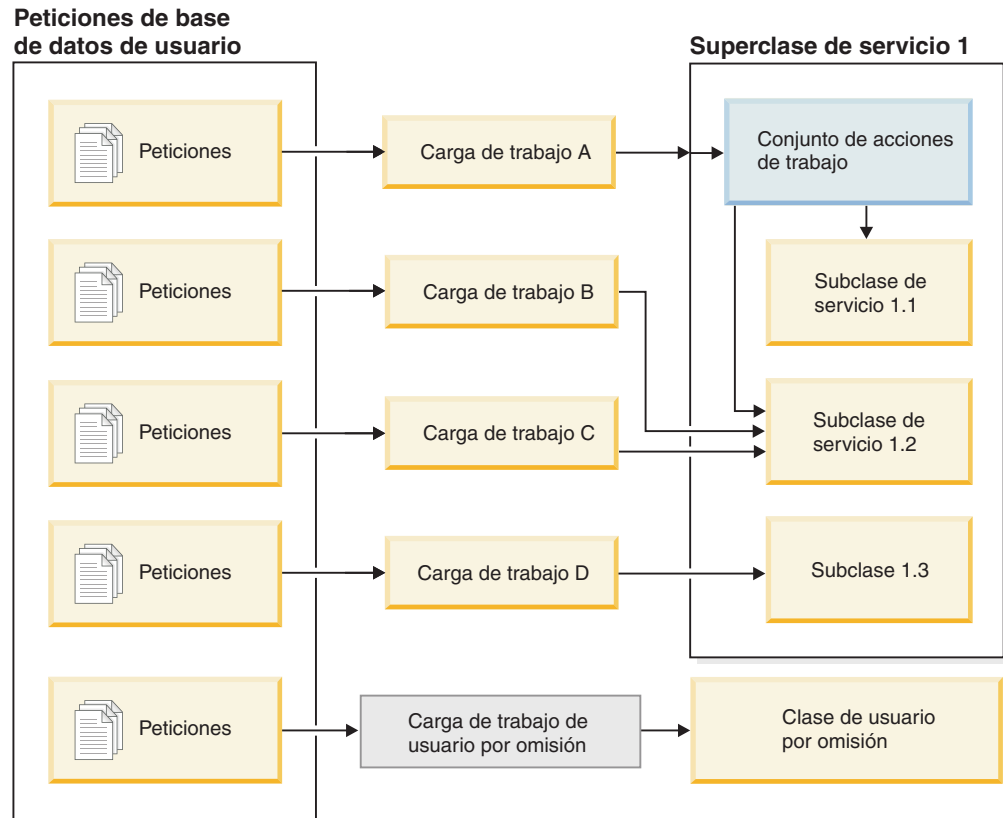 Peticiones de base
de datos de usuario
Superclase de servicio 1
Peticiones
Carga de trabajo A
Conjunto de acciones
de trabajo
Subclase de
servicio 1.1
Peticiones
Carga de trabajo B
Peticiones
Carga de trabajo C
Subclase de
servicio 1.2
Peticiones
Carga de trabajo D
Subclase 1.3
Peticiones
Carga de trabajo de
usuario por omisión
Clase de usuario
por omisión